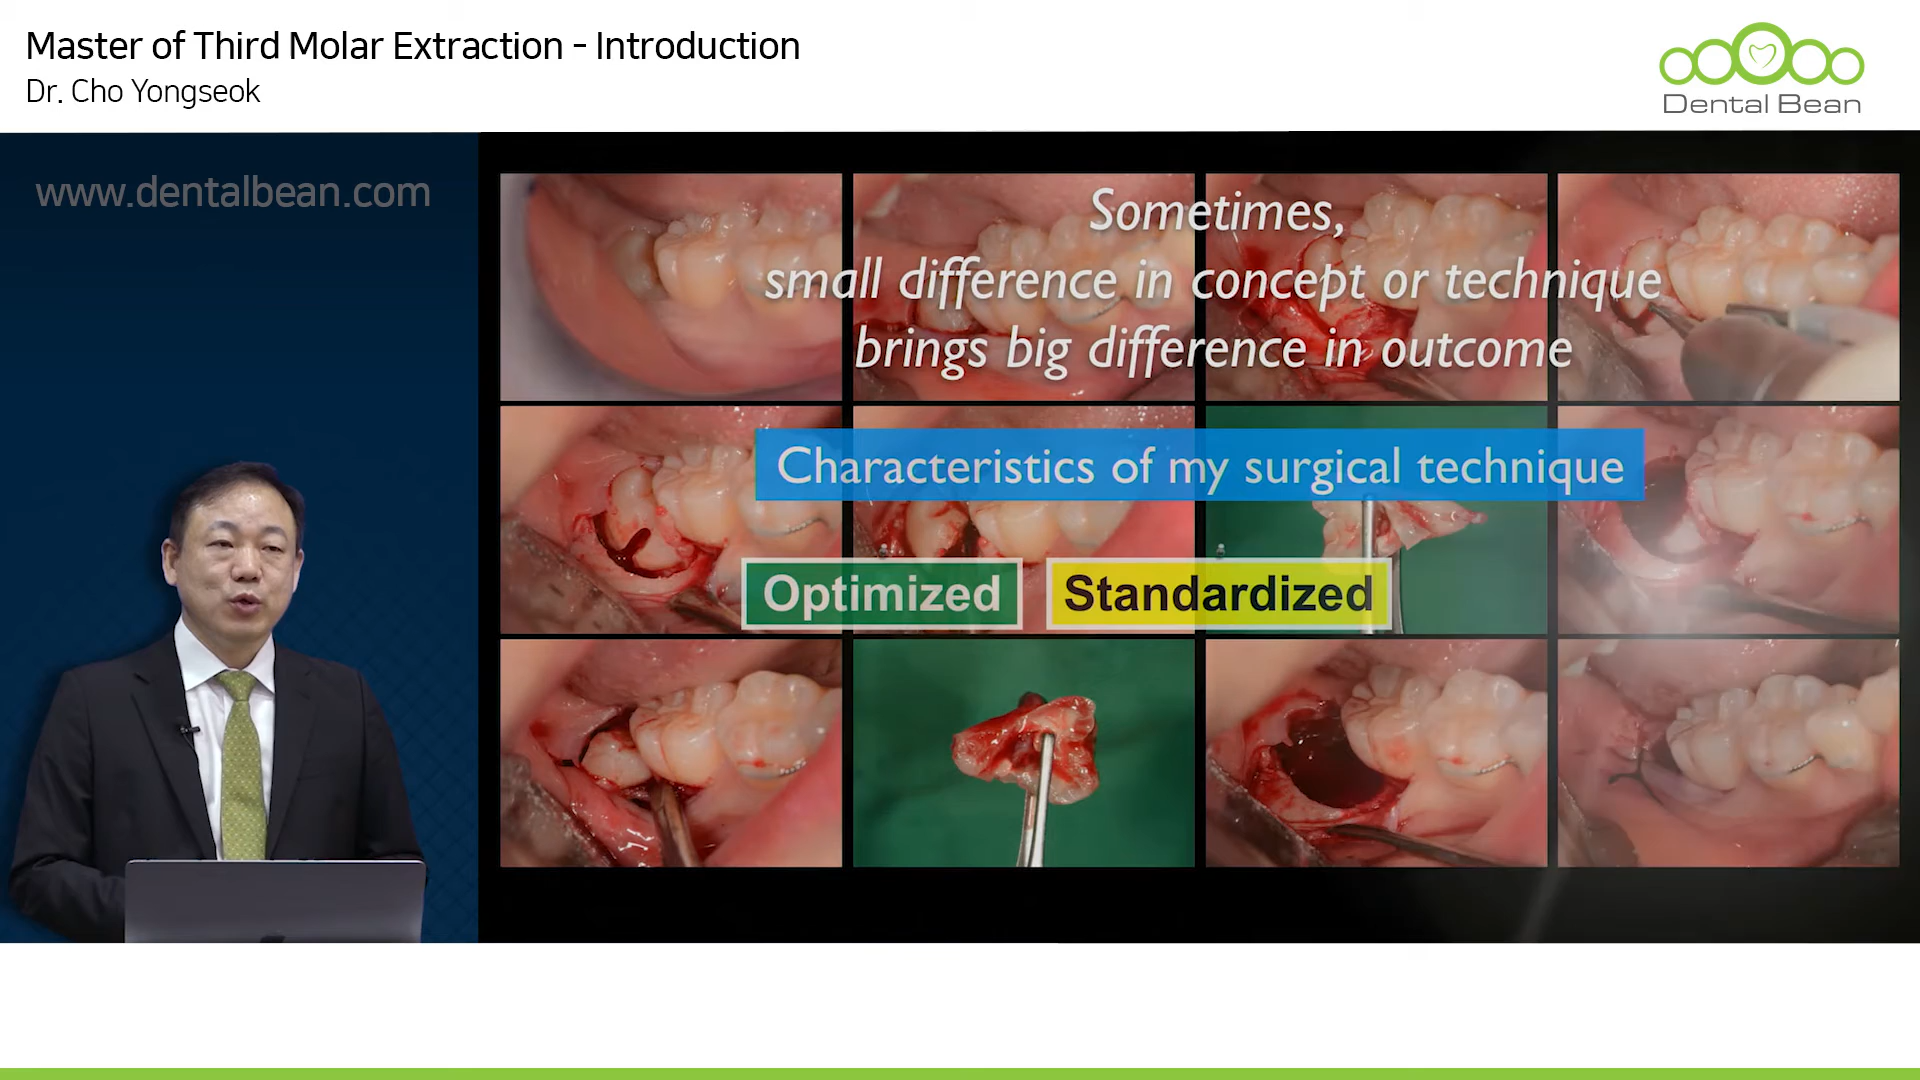 Master of Third Molar Extraction - Introduction
Dr. Cho Yongseok
Dental Bean
www.dentalbean.com
Sometimes,
small difference in concept or technique
brings big difference in outcome
Characteristics of my surgical technique
Optimized
Standardized